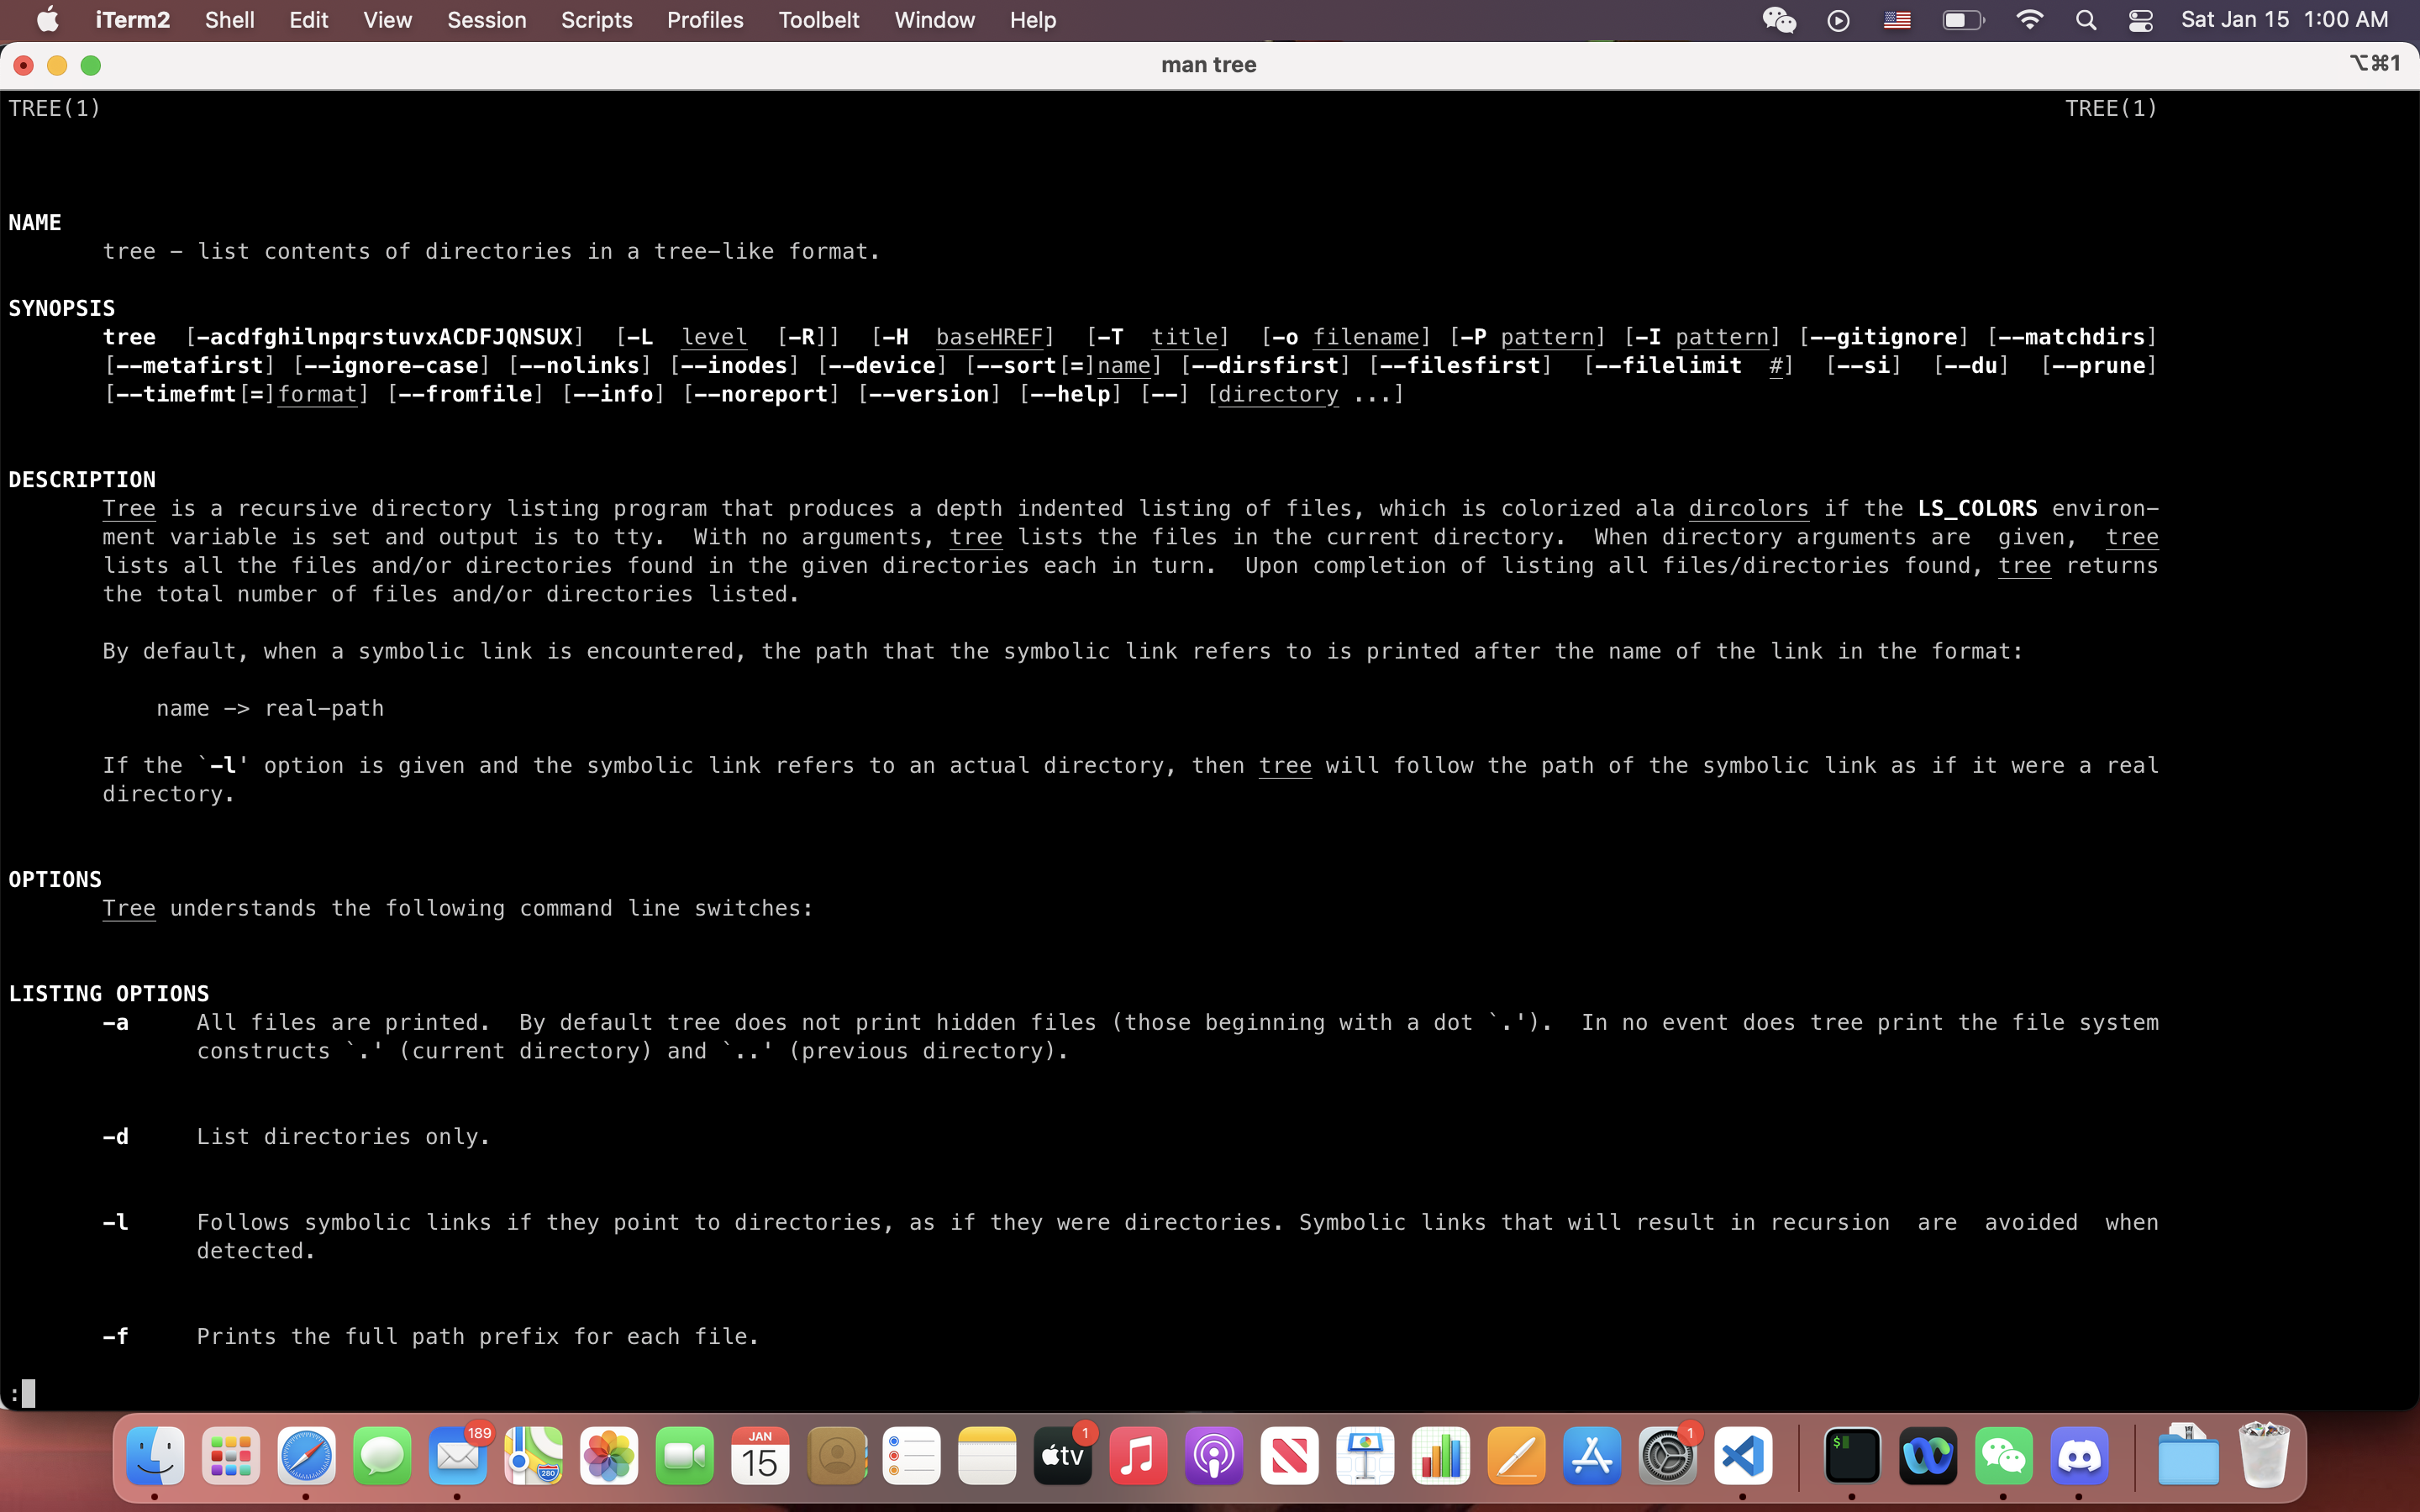 iTerm2 Shell Edit View Session Scripts Profiles Toolbelt Window Help Sat Jan 15 1:00 AM
man tree ⌥⌘1
TREE(1) TREE(1)
NAME
tree - list contents of directories in a tree-like format.
SYNOPSIS
tree [-acdfghilnpqrstuvxACDFJQNSUX] [-L level [-R]] [-H baseHREF] [-T title] [-o filename] [-P pattern] [-I pattern] [--gitignore] [--matchdirs]
[--metafirst] [--ignore-case] [--nolinks] [--inodes] [--device] [--sort[=]name] [--dirsfirst] [--filesfirst] [--filelimit #] [--si] [--du] [--prune]
[--timefmt[=]format] [--fromfile] [--info] [--noreport] [--version] [--help] [--] [directory ...]
DESCRIPTION
Tree is a recursive directory listing program that produces a depth indented listing of files, which is colorized ala dircolors if the LS_COLORS environ-
ment variable is set and output is to tty. With no arguments, tree lists the files in the current directory. When directory arguments are given, tree
lists all the files and/or directories found in the given directories each in turn. Upon completion of listing all files/directories found, tree returns
the total number of files and/or directories listed.
By default, when a symbolic link is encountered, the path that the symbolic link refers to is printed after the name of the link in the format:
name -> real-path
If the `-l' option is given and the symbolic link refers to an actual directory, then tree will follow the path of the symbolic link as if it were a real
directory.
OPTIONS
Tree understands the following command line switches:
LISTING OPTIONS
-a All files are printed. By default tree does not print hidden files (those beginning with a dot `.'). In no event does tree print the file system
constructs `.' (current directory) and `..' (previous directory).
-d List directories only.
-l Follows symbolic links if they point to directories, as if they were directories. Symbolic links that will result in recursion are avoided when
detected.
-f Prints the full path prefix for each file.
:
189 280 JAN 15 tv 1 1 $